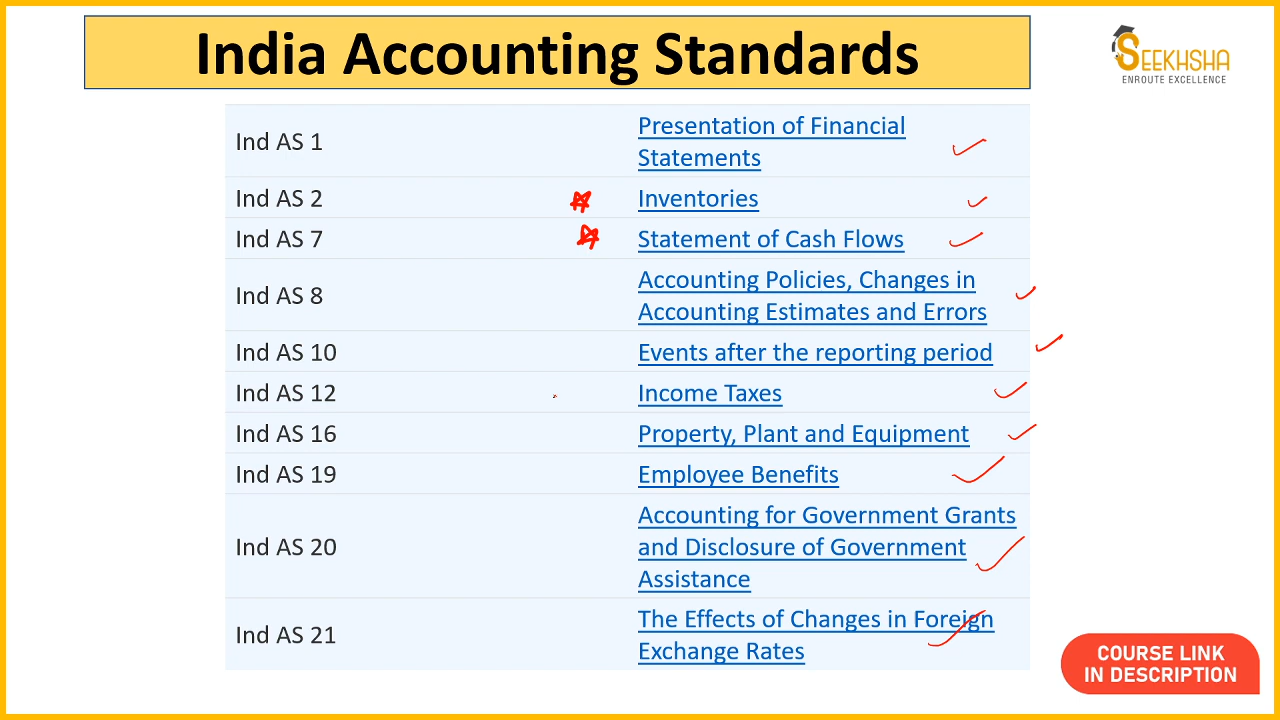 India Accounting Standards
SEEKHSHA
ENROUTE EXCELLENCE
Ind AS 1
Presentation of Financial
Statements
Ind AS 2
Inventories
Ind AS 7
Statement of Cash Flows
Ind AS 8
Accounting Policies, Changes in
Accounting Estimates and Errors
Ind AS 10
Events after the reporting period
Ind AS 12
Income Taxes
Ind AS 16
Property, Plant and Equipment
Ind AS 19
Employee Benefits
Ind AS 20
Accounting for Government Grants
and Disclosure of Government
Assistance
Ind AS 21
The Effects of Changes in Foreign
Exchange Rates
COURSE LINK
IN DESCRIPTION